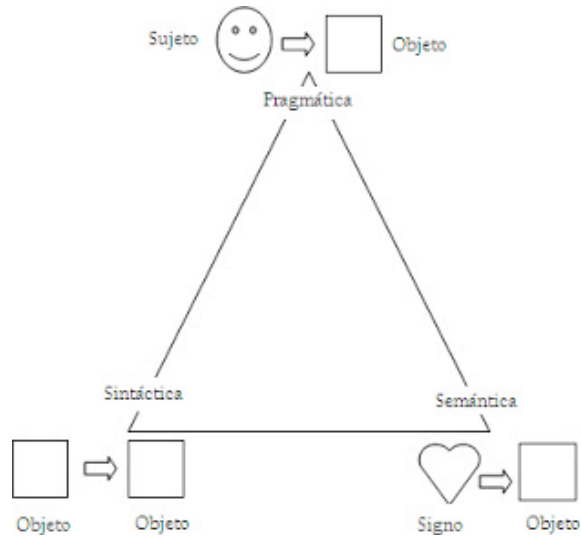 Sujeto
Objeto
Pragmática
Sintáctica
Semántica
Objeto
Objeto
Signo
Objeto